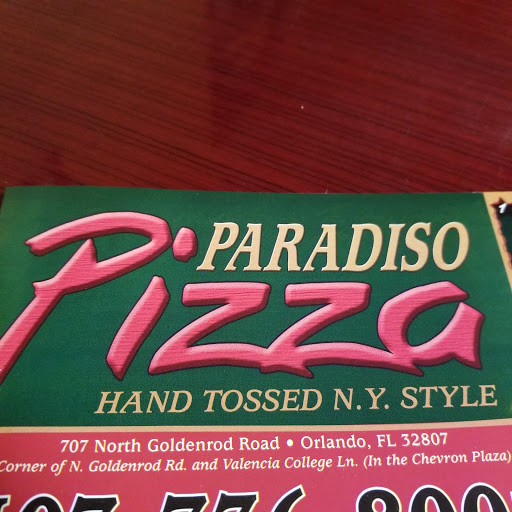 PARADISO
Pizza
HAND TOSSED N.Y. STYLE
707 North Goldenrod Road • Orlando, FL 32807
Corner of N. Goldenrod Rd. and Valencia College Ln. (In the Chevron Plaza)